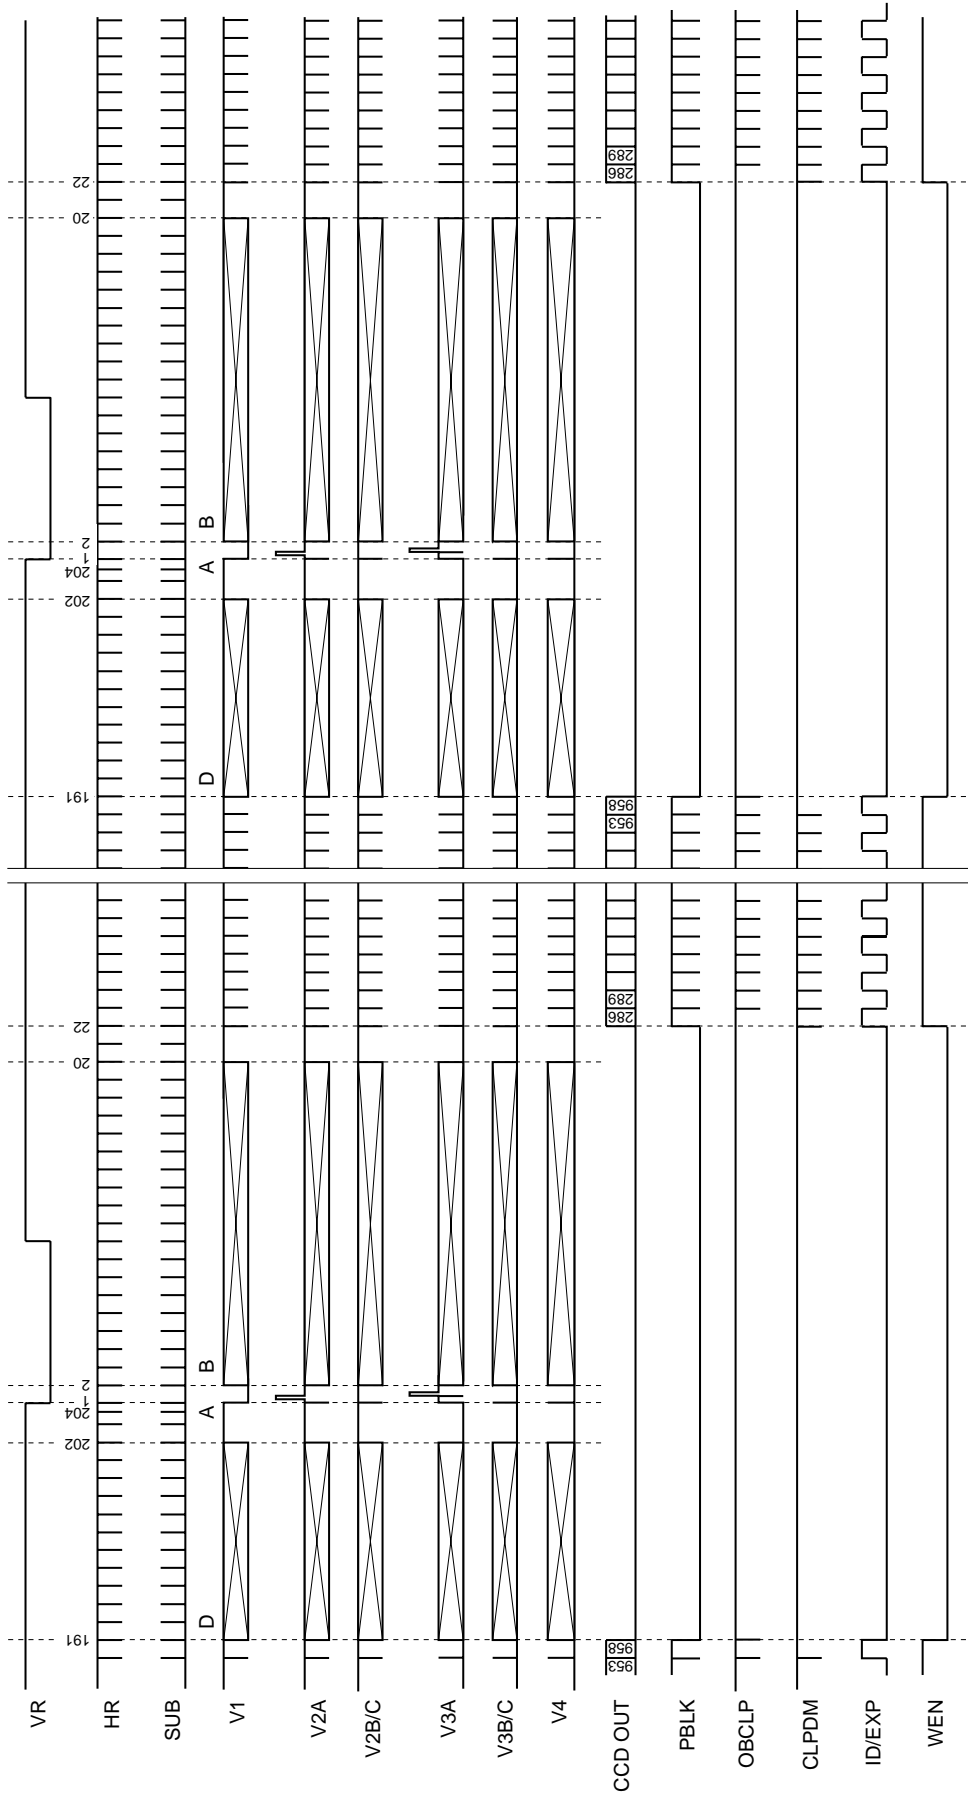 VR
191 202 204 1 2 20 22 191 202 204 1 2 20 22
HR
SUB
D A B D A B
V1
V2A
V2B/C
V3A
V3B/C
V4
CCD OUT 953 958 286 289 953 958 286 289
PBLK
OBCLP
CLPDM
ID/EXP
WEN